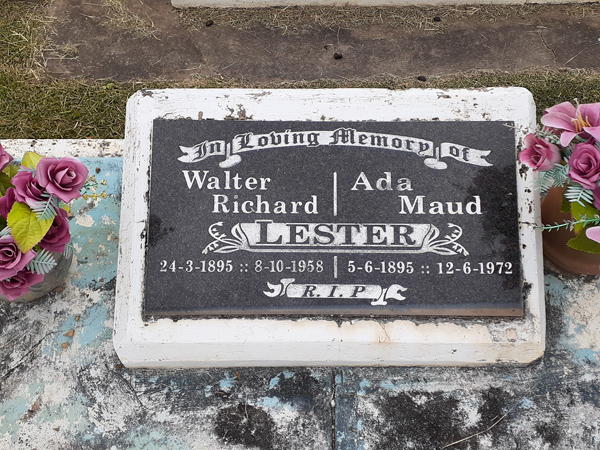 In Loving Memory of
Walter Richard | Ada Maud
LESTER
24-3-1895 :: 8-10-1958 | 5-6-1895 :: 12-6-1972
R.I.P